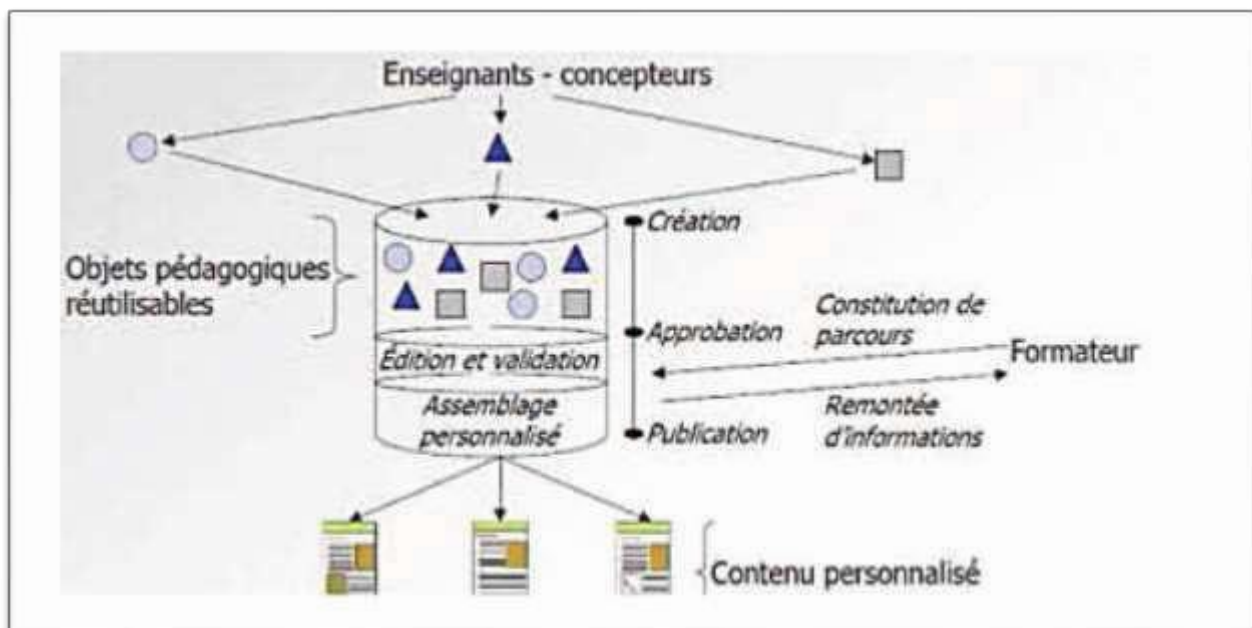 Enseignants - concepteurs
Création
Objets pédagogiques
réutilisables
Approbation
Constitution de
parcours
Formateur
Édition et validation
Assemblage
personnalisé
Publication
Remontée
d'informations
Contenu personnalisé